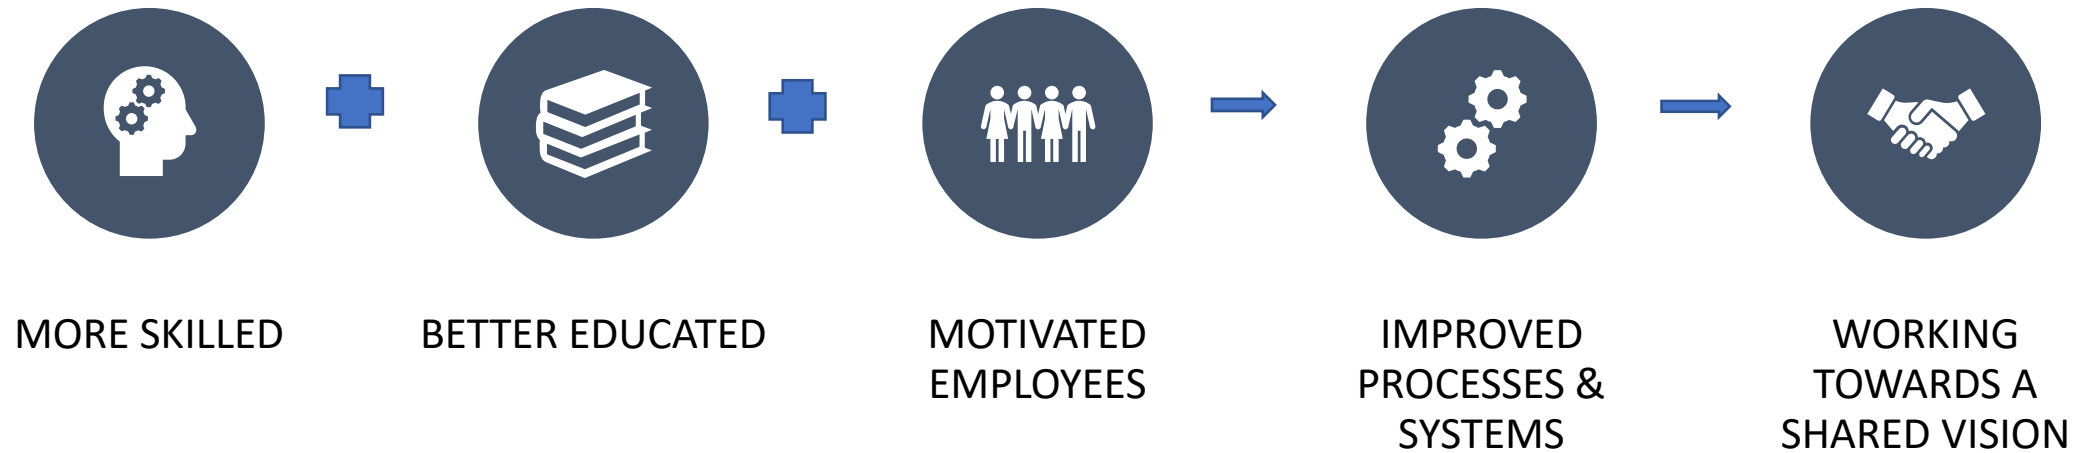 MORE SKILLED
BETTER EDUCATED
MOTIVATED
EMPLOYEES
IMPROVED
PROCESSES &
SYSTEMS
WORKING
TOWARDS A
SHARED VISION